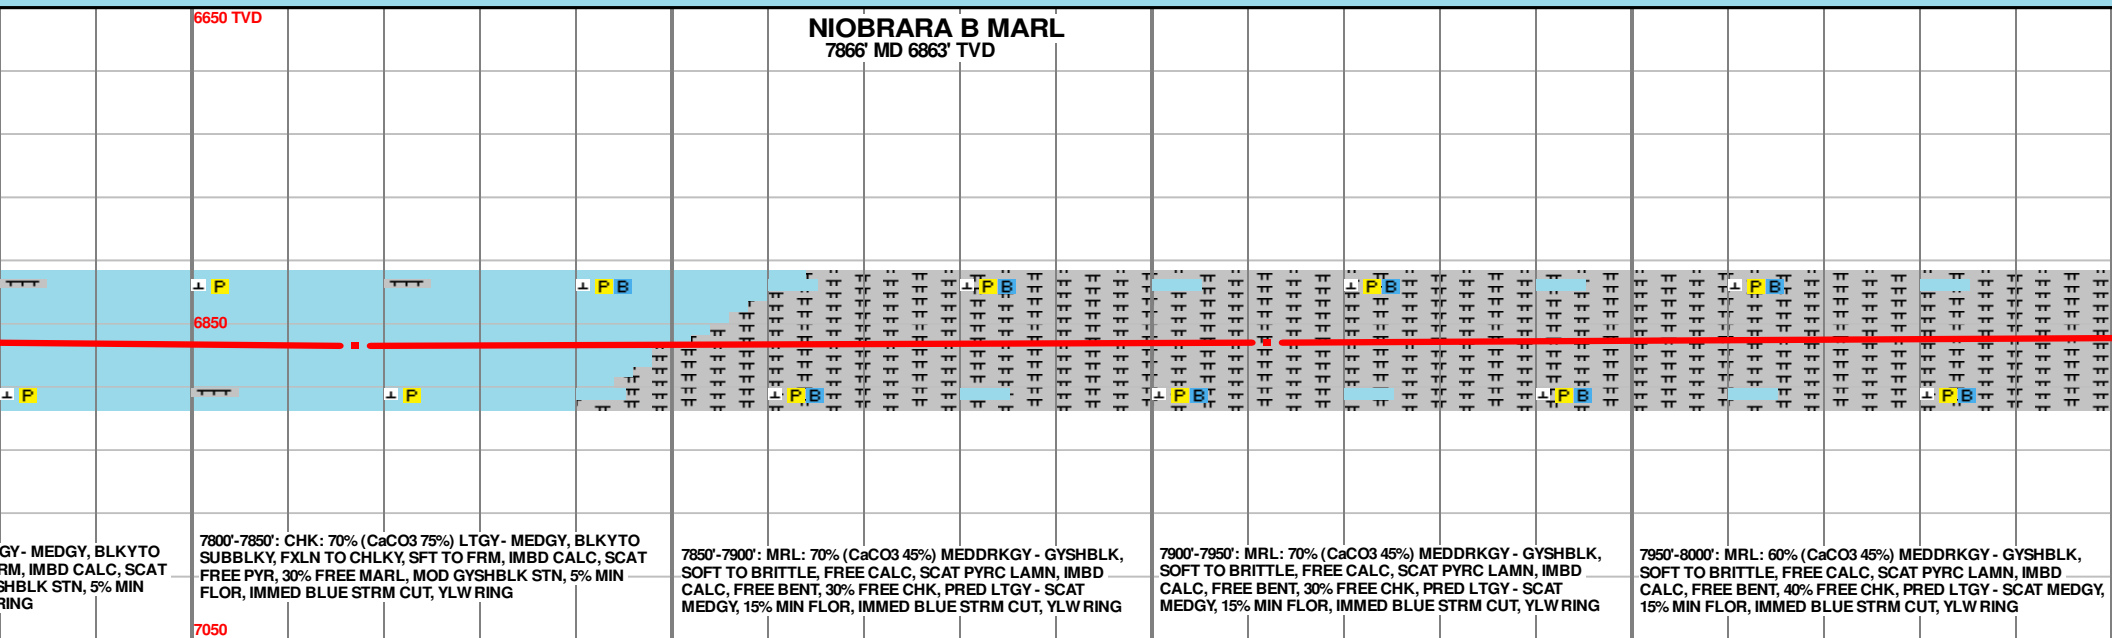 6650 TVD
NIOBRARA B MARL
7866' MD 6863' TVD
P
P B
P B
P B
P B
6850
P
P
P B
P B
P B
P B
GY- MEDGY, BLKY TO
RM, IMBD CALC, SCAT
SHBLK STN, 5% MIN
RING
7800'-7850': CHK: 70% (CaCO3 75%) LTGY- MEDGY, BLKY TO
SUBBLKY, FXLN TO CHLKY, SFT TO FRM, IMBD CALC, SCAT
FREE PYR, 30% FREE MARL, MOD GYSHBLK STN, 5% MIN
FLOR, IMMED BLUE STRM CUT, YLW RING
7850'-7900': MRL: 70% (CaCO3 45%) MEDDRKGY - GYSHBLK,
SOFT TO BRITTLE, FREE CALC, SCAT PYRC LAMN, IMBD
CALC, FREE BENT, 30% FREE CHK, PRED LTGY - SCAT
MEDGY, 15% MIN FLOR, IMMED BLUE STRM CUT, YLW RING
7900'-7950': MRL: 70% (CaCO3 45%) MEDDRKGY - GYSHBLK,
SOFT TO BRITTLE, FREE CALC, SCAT PYRC LAMN, IMBD
CALC, FREE BENT, 30% FREE CHK, PRED LTGY - SCAT
MEDGY, 15% MIN FLOR, IMMED BLUE STRM CUT, YLW RING
7950'-8000': MRL: 60% (CaCO3 45%) MEDDRKGY - GYSHBLK,
SOFT TO BRITTLE, FREE CALC, SCAT PYRC LAMN, IMBD
CALC, FREE BENT, 40% FREE CHK, PRED LTGY - SCAT MEDGY,
15% MIN FLOR, IMMED BLUE STRM CUT, YLW RING
7050